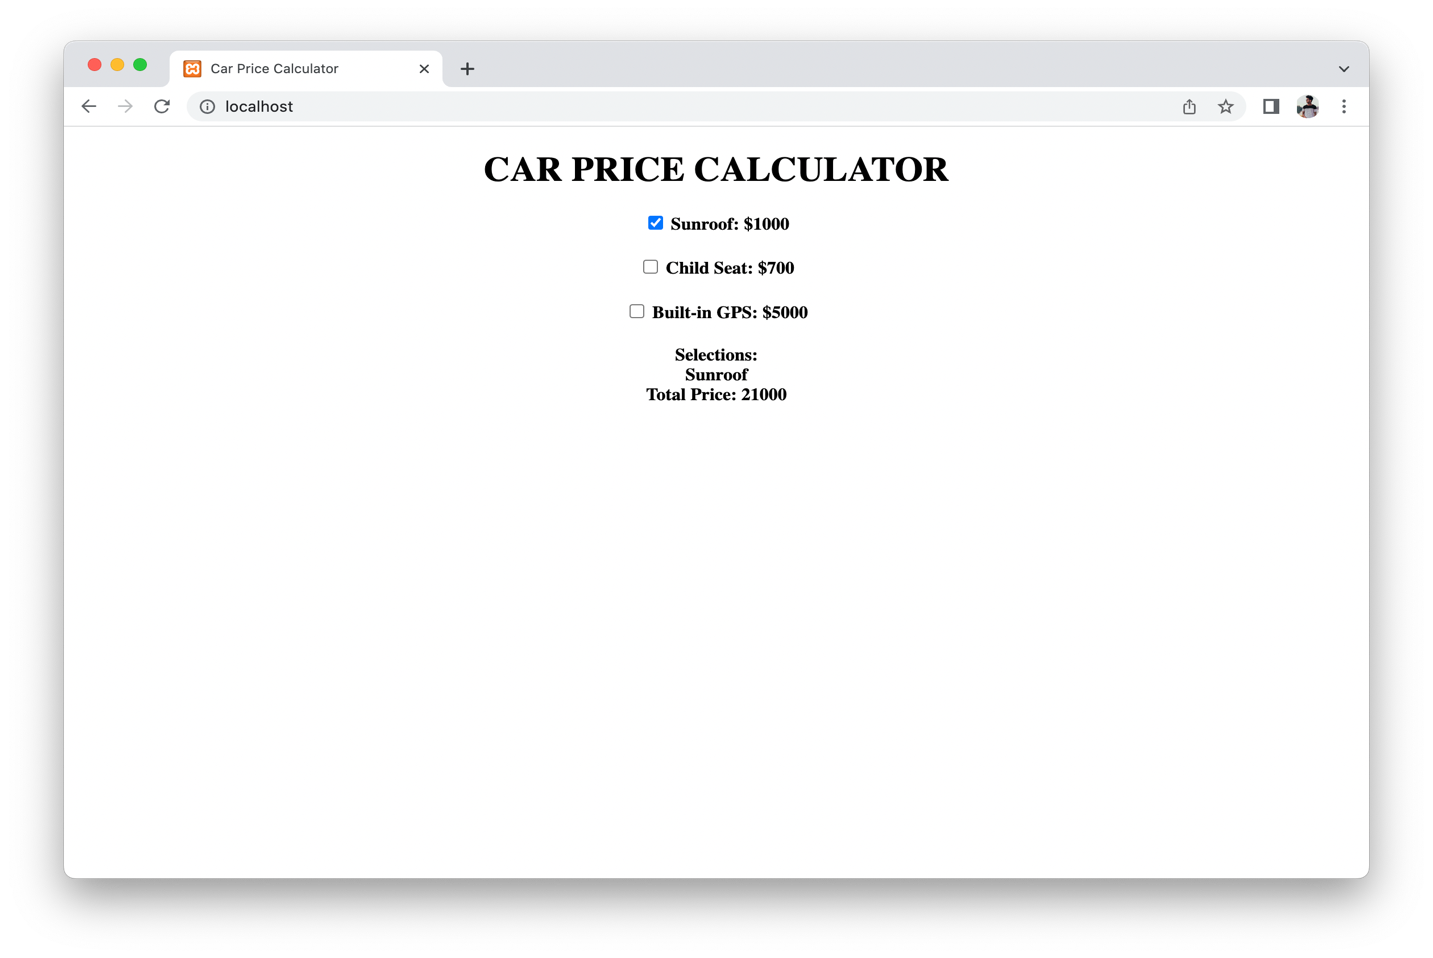 Car Price Calculator
localhost
CAR PRICE CALCULATOR
Sunroof: $1000
Child Seat: $700
Built-in GPS: $5000
Selections:
Sunroof
Total Price: 21000